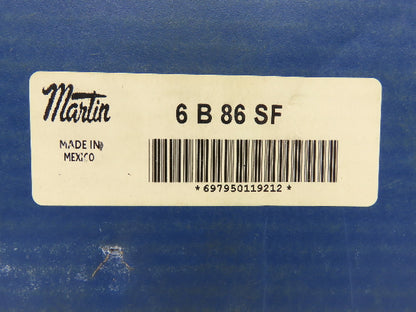 Martin
6 B 86 SF
MADE IN
MEXICO
*697950119212*